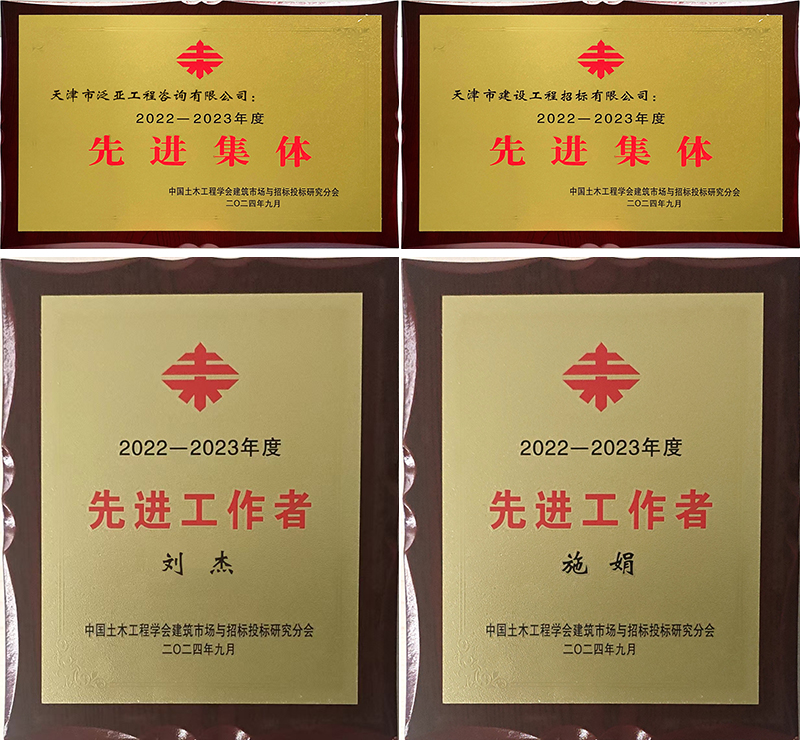 天津市泛亚工程咨询有限公司：
2022—2023年度
先进集体
中国土木工程学会建筑市场与招标投标研究分会
二〇二四年九月
天津市建设工程招标有限公司：
2022—2023年度
先进集体
中国土木工程学会建筑市场与招标投标研究分会
二〇二四年九月
2022—2023年度
先进工作者
刘杰
中国土木工程学会建筑市场与招标投标研究分会
二〇二四年九月
2022—2023年度
先进工作者
施娟
中国土木工程学会建筑市场与招标投标研究分会
二〇二四年九月